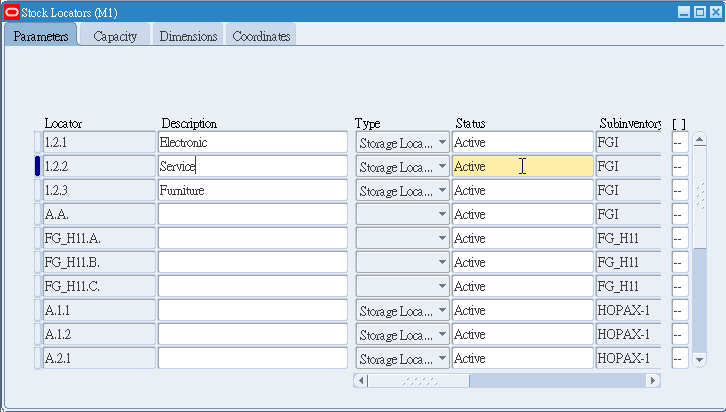 Stock Locators (M1)
Parameters Capacity Dimensions Coordinates
Locator Description Type Status Subinventory [ ]
1.2.1 Electronic Storage Loca... Active FGI --
1.2.2 Service Storage Loca... Active FGI --
1.2.3 Furniture Storage Loca... Active FGI --
A.A. Active FGI --
FG_H11.A. Active FG_H11 --
FG_H11.B. Active FG_H11 --
FG_H11.C. Active FG_H11 --
A.1.1 Storage Loca... Active HOPAX-1 --
A.1.2 Storage Loca... Active HOPAX-1 --
A.2.1 Storage Loca... Active HOPAX-1 --